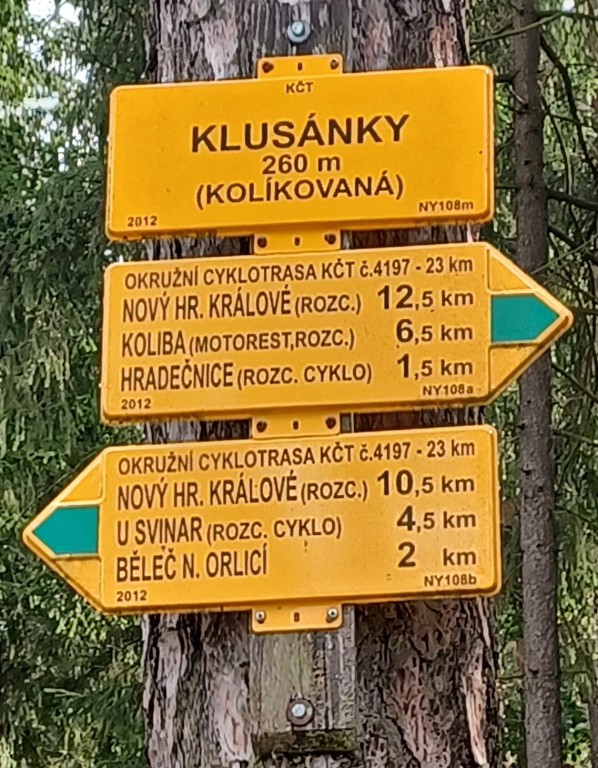 KČT
KLUSÁNKY
260 m
(KOLÍKOVANÁ)
2012 NY108m
OKRUŽNÍ CYKLOTRASA KČT č.4197 - 23 km
NOVÝ HR. KRÁLOVÉ (ROZC.) 12,5 km
KOLIBA (MOTOREST,ROZC.) 6,5 km
HRADEČNICE (ROZC. CYKLO) 1,5 km
2012 NY108a
OKRUŽNÍ CYKLOTRASA KČT č.4197 - 23 km
NOVÝ HR. KRÁLOVÉ (ROZC.) 10,5 km
U SVINAR (ROZC. CYKLO) 4,5 km
BĚLEČ N. ORLICÍ 2 km
2012 NY108b